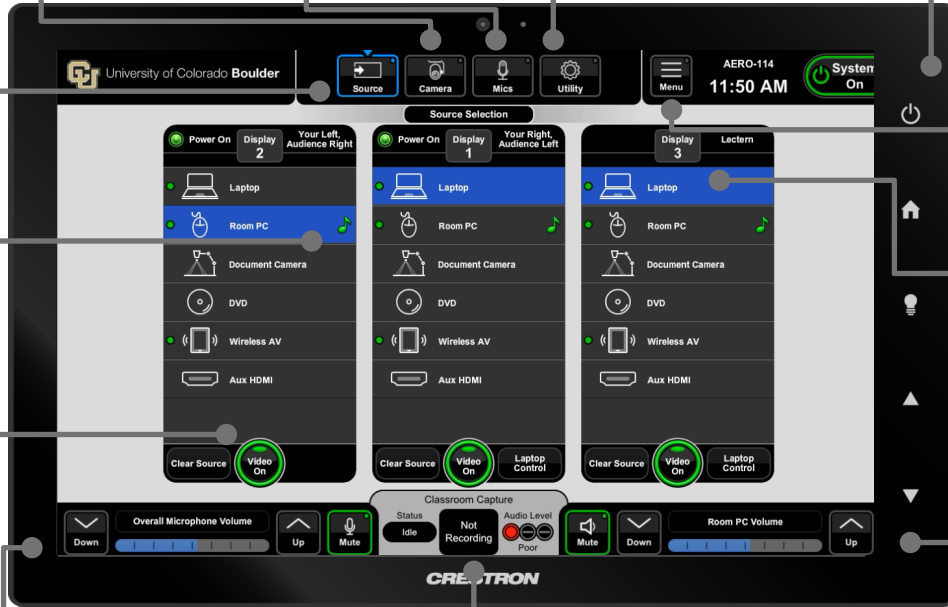 University of Colorado Boulder
Source
Camera
Mics
Utility
Menu
AERO-114
11:50 AM
System
On
Source Selection
Power On
Display
2
Your Left,
Audience Right
Laptop
Room PC
Document Camera
DVD
Wireless AV
Aux HDMI
Clear Source
Video
On
Power On
Display
1
Your Right,
Audience Left
Laptop
Room PC
Document Camera
DVD
Wireless AV
Aux HDMI
Clear Source
Video
On
Laptop
Control
Display
3
Lectern
Laptop
Room PC
Document Camera
DVD
Wireless AV
Aux HDMI
Clear Source
Video
On
Laptop
Control
Down
Overall Microphone Volume
Up
Mute
Classroom Capture
Status
Idle
Not
Recording
Audio Level
Poor
Mute
Down
Room PC Volume
Up
CRESTRON